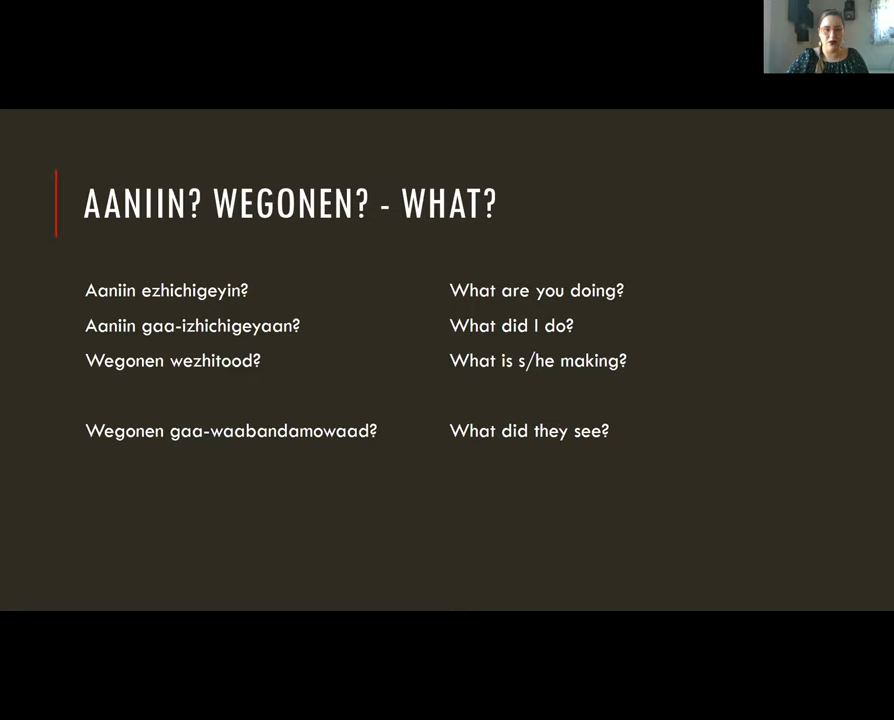 AANIIN? WEGONEN? - WHAT?
Aaniin ezhichigeyin? What are you doing?
Aaniin gaa-izhichigeyaan? What did I do?
Wegonen wezhitood? What is s/he making?
Wegonen gaa-waabandamowaad? What did they see?